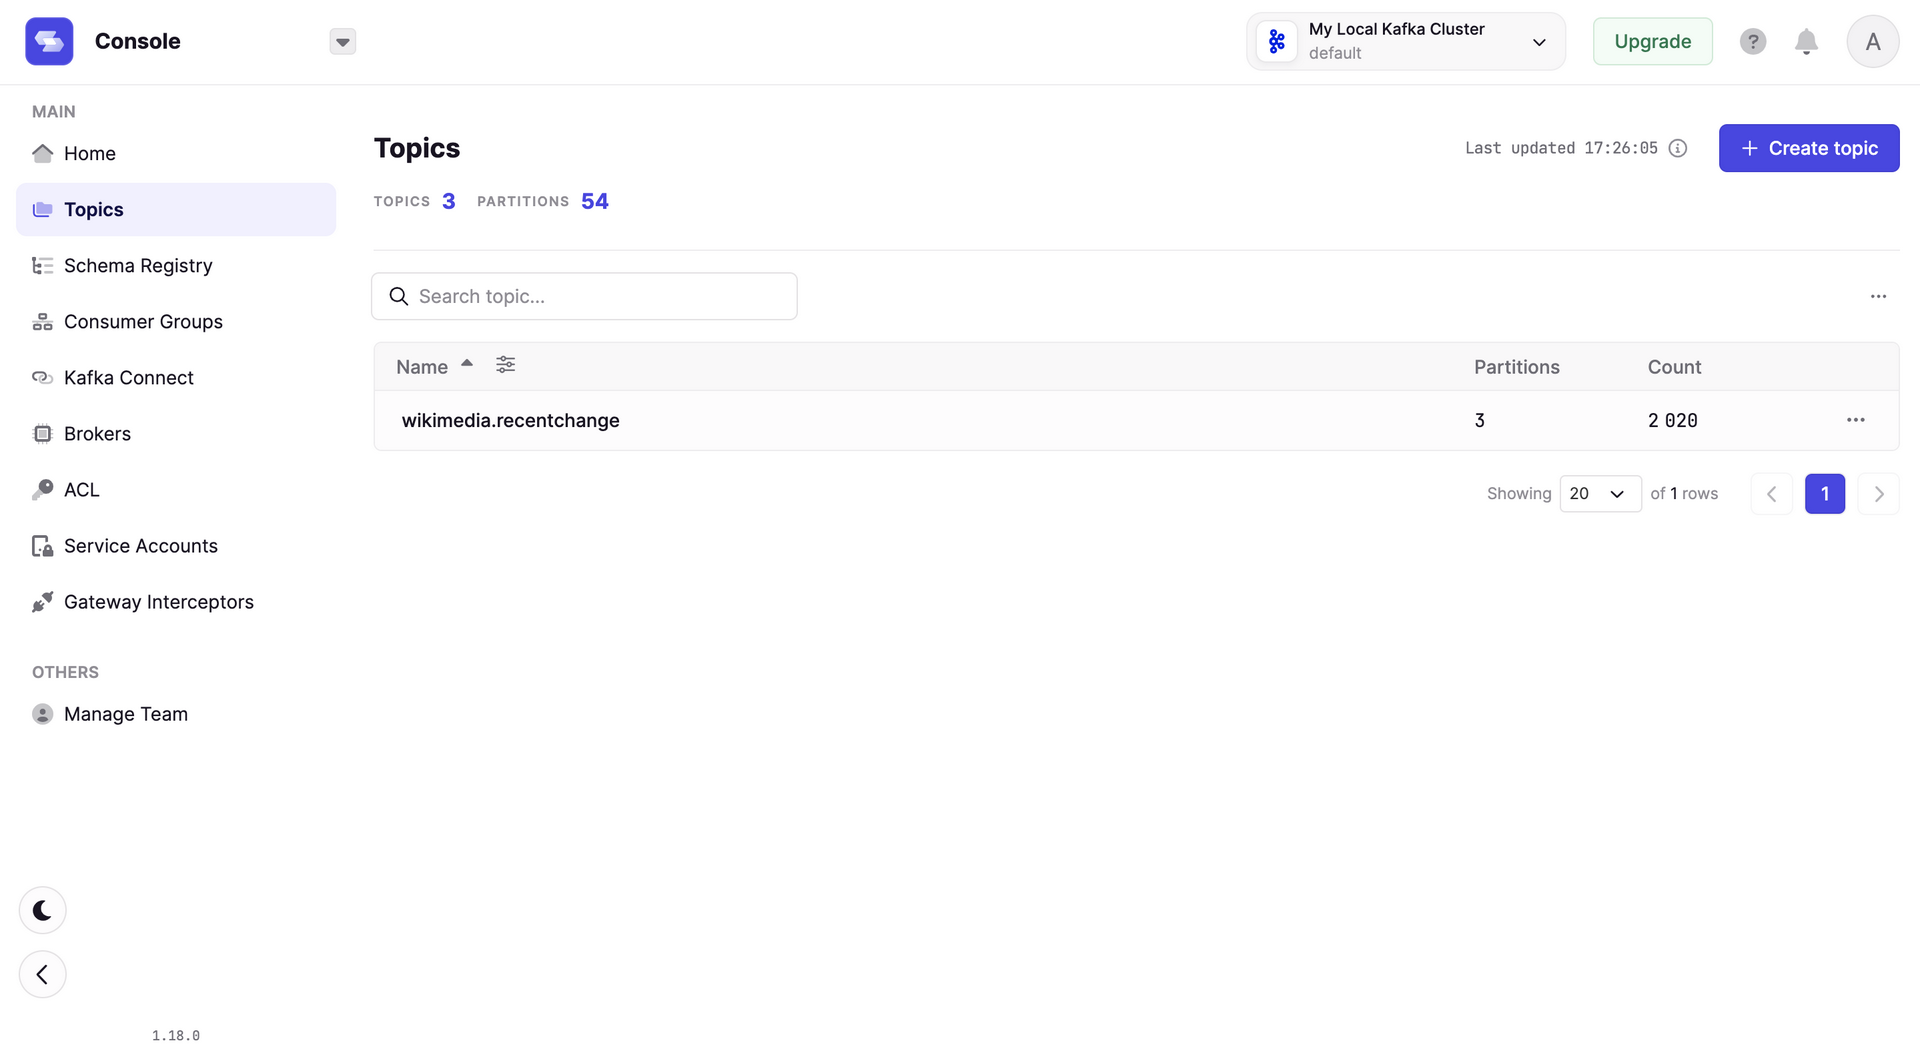 Console
My Local Kafka Cluster
default
Upgrade
?
A
MAIN
Home
Topics
Schema Registry
Consumer Groups
Kafka Connect
Brokers
ACL
Service Accounts
Gateway Interceptors
OTHERS
Manage Team
1.18.0
Topics
Last updated 17:26:05
+ Create topic
TOPICS 3 PARTITIONS 54
Search topic...
Name Partitions Count
wikimedia.recentchange 3 2 020
Showing 20 of 1 rows 1